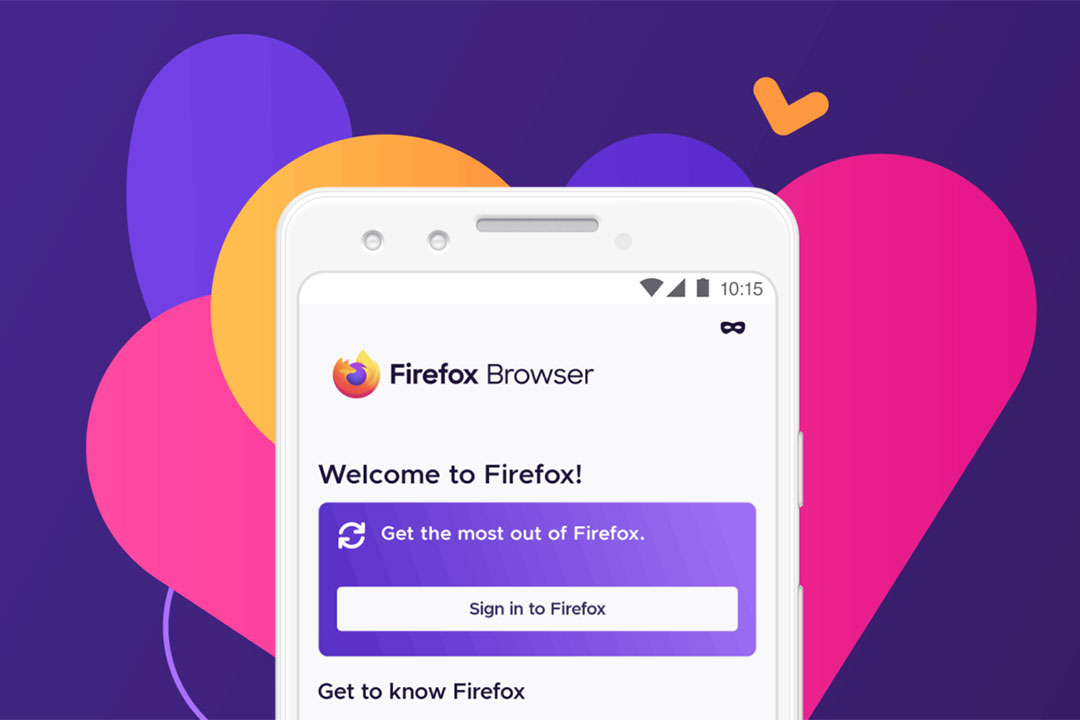 10:15
Firefox Browser
Welcome to Firefox!
Get the most out of Firefox.
Sign in to Firefox
Get to know Firefox